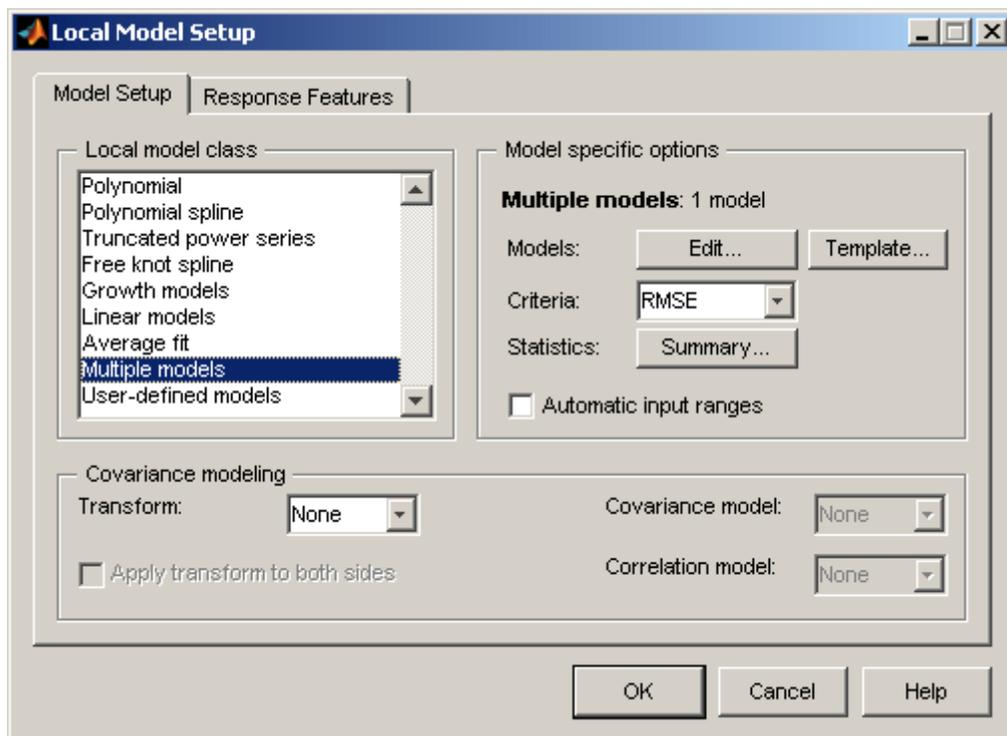 Local Model Setup
Model Setup
Response Features
Local model class
Polynomial
Polynomial spline
Truncated power series
Free knot spline
Growth models
Linear models
Average fit
Multiple models
User-defined models
Model specific options
Multiple models: 1 model
Models: Edit... Template...
Criteria: RMSE
Statistics: Summary...
Automatic input ranges
Covariance modeling
Transform: None
Apply transform to both sides
Covariance model: None
Correlation model: None
OK Cancel Help